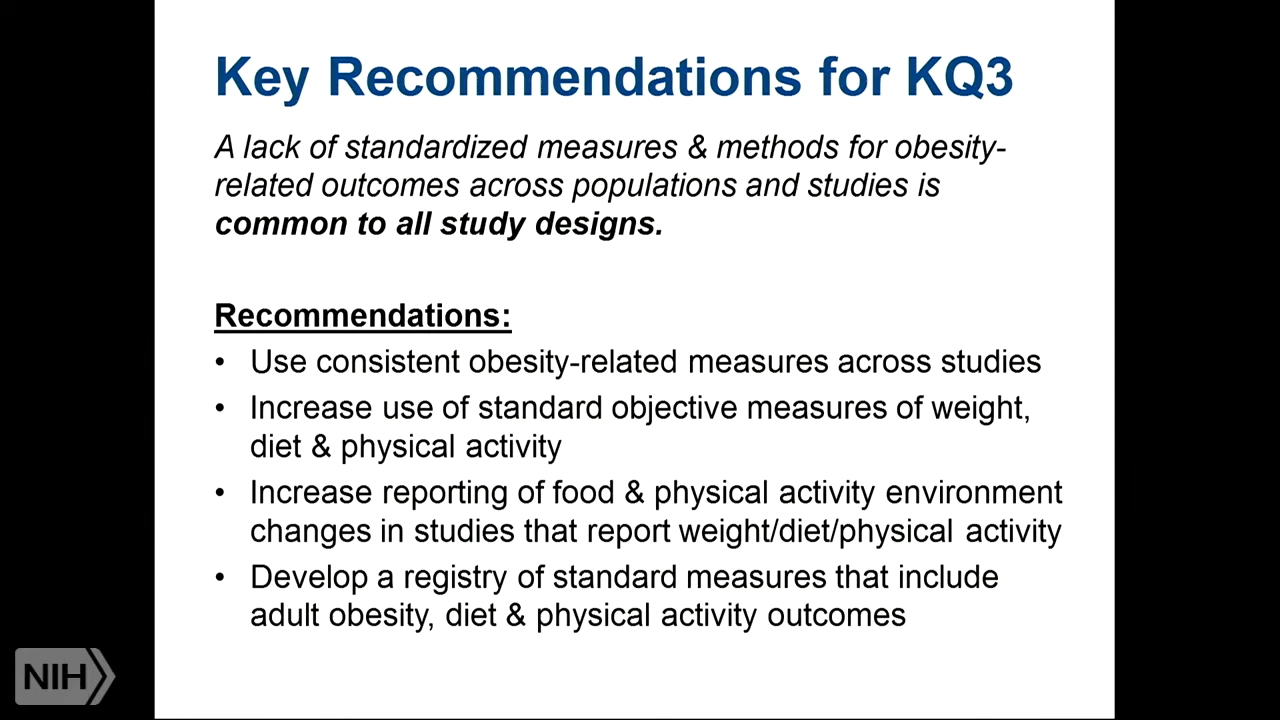 Key Recommendations for KQ3
A lack of standardized measures & methods for obesity-
related outcomes across populations and studies is
common to all study designs.
Recommendations:
• Use consistent obesity-related measures across studies
• Increase use of standard objective measures of weight,
diet & physical activity
• Increase reporting of food & physical activity environment
changes in studies that report weight/diet/physical activity
• Develop a registry of standard measures that include
adult obesity, diet & physical activity outcomes
NIH